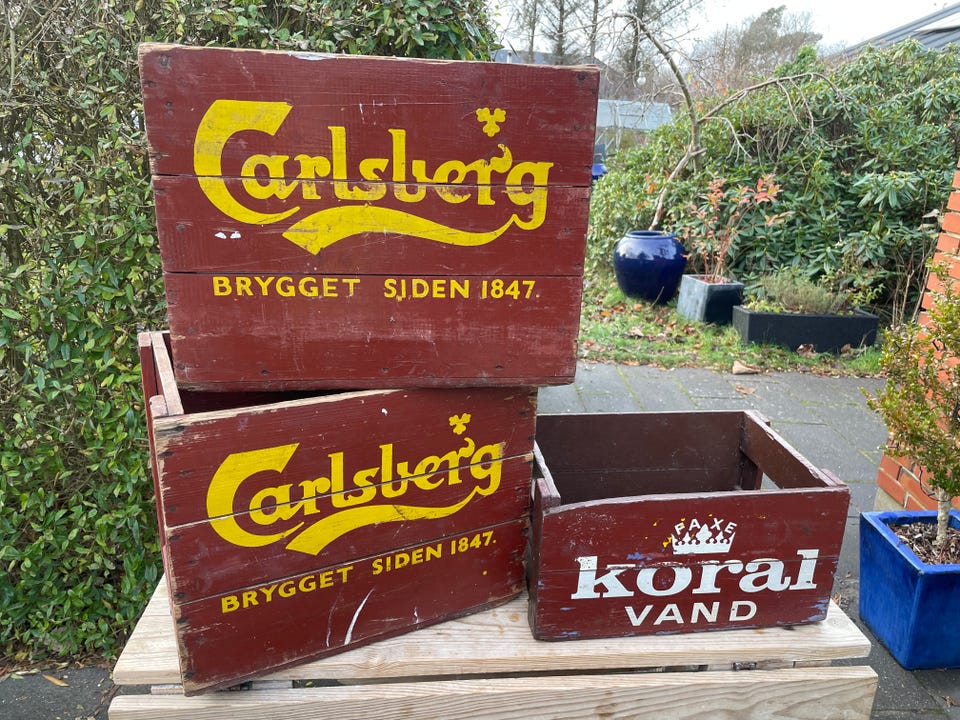 Carlsberg
BRYGGET SIDEN 1847.
Carlsberg
BRYGGET SIDEN 1847.
FAXE
koral
VAND